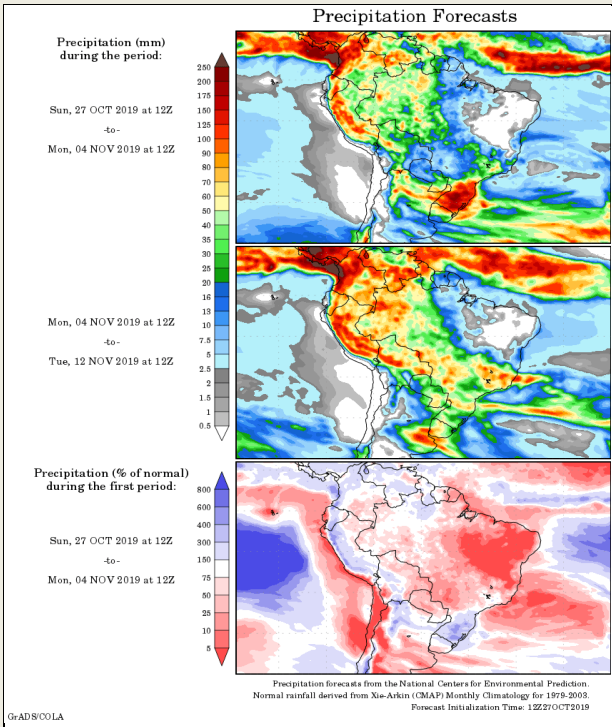 Precipitation Forecasts
Precipitation (mm)
during the period:
Sun, 27 OCT 2019 at 12Z
-to-
Mon, 04 NOV 2019 at 12Z
250
200
175
150
125
100
90
80
70
60
50
40
35
30
25
20
16
13
10
7.5
5
2.5
2
1.5
1
0.5
Mon, 04 NOV 2019 at 12Z
-to-
Tue, 12 NOV 2019 at 12Z
Precipitation (% of normal)
during the first period:
Sun, 27 OCT 2019 at 12Z
-to-
Mon, 04 NOV 2019 at 12Z
800
600
400
300
150
75
50
25
10
5
Precipitation forecasts from the National Centers for Environmental Prediction.
Normal rainfall derived from Xie-Arkin (CMAP) Monthly Climatology for 1979-2003.
Forecast Initialization Time: 12Z27OCT2019
GrADS/COLA